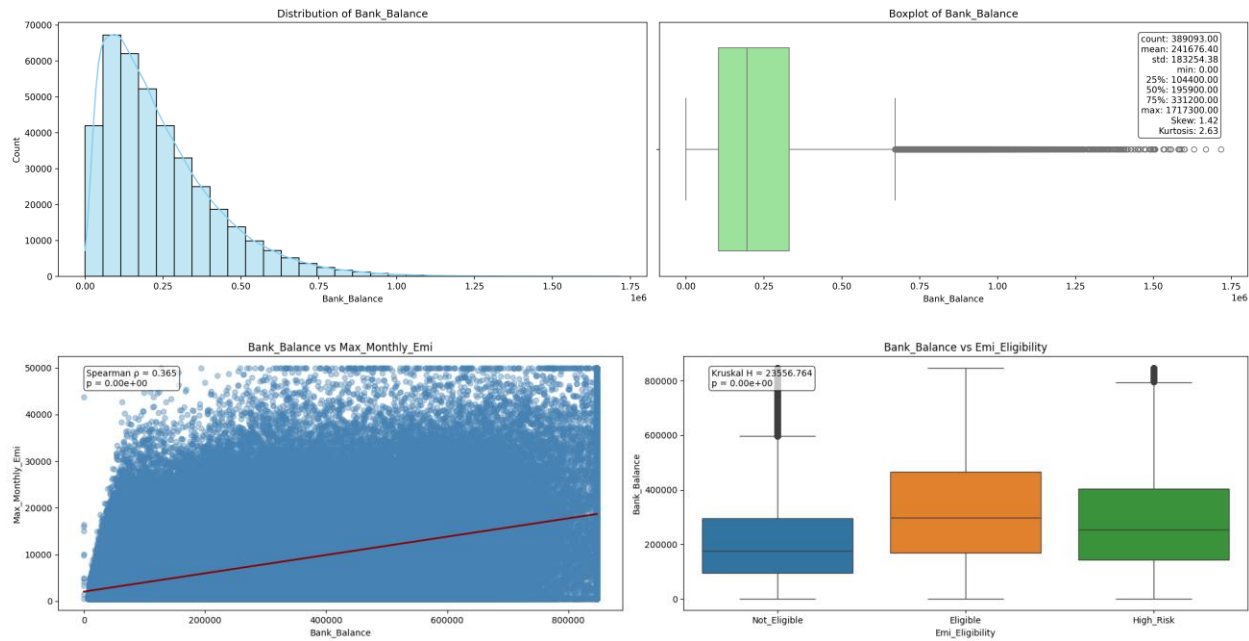 Distribution of Bank_Balance
Count
70000
60000
50000
40000
30000
20000
10000
0
0.00 0.25 0.50 0.75 1.00 1.25 1.50 1.75
1e6
Bank_Balance
Boxplot of Bank_Balance
count: 389093.00
mean: 241676.40
std: 183254.38
min: 0.00
25%: 104400.00
50%: 195900.00
75%: 331200.00
max: 1717300.00
Skew: 1.42
Kurtosis: 2.63
0.00 0.25 0.50 0.75 1.00 1.25 1.50 1.75
1e6
Bank_Balance
Bank_Balance vs Max_Monthly_Emi
Spearman ρ = 0.365
p = 0.00e+00
Max_Monthly_Emi
50000
40000
30000
20000
10000
0
0 200000 400000 600000 800000
Bank_Balance
Bank_Balance vs Emi_Eligibility
Kruskal H = 23556.764
p = 0.00e+00
Bank_Balance
800000
600000
400000
200000
0
Not_Eligible Eligible High_Risk
Emi_Eligibility